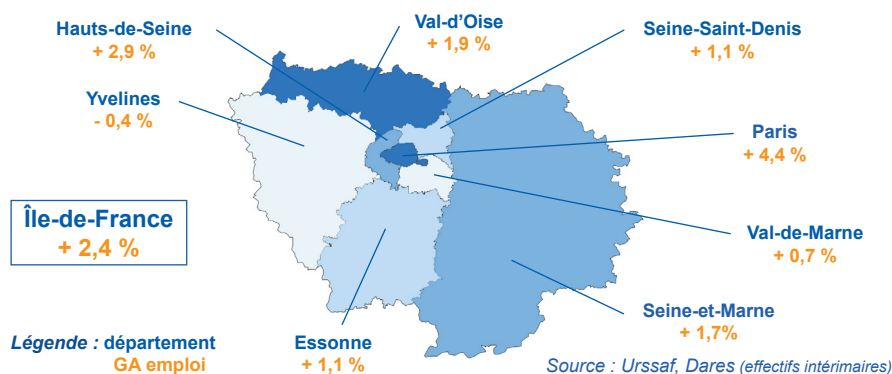 Hauts-de-Seine
+ 2,9 %
Val-d'Oise
+ 1,9 %
Seine-Saint-Denis
+ 1,1 %
Yvelines
- 0,4 %
Paris
+ 4,4 %
Île-de-France
+ 2,4 %
Val-de-Marne
+ 0,7 %
Seine-et-Marne
+ 1,7%
Essonne
+ 1,1 %
Légende : département
GA emploi
Source : Urssaf, Dares (effectifs intérimaires)